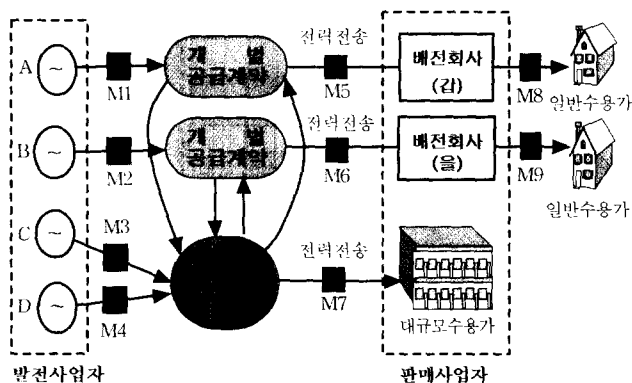 A
M1
개 별
공급계약
전력전송
M5
배전회사
(갑)
M8
일반수용가
B
M2
개 별
공급계약
전력전송
M6
배전회사
(을)
M9
일반수용가
C
M3
D
M4
전력전송
M7
대규모수용가
발전사업자
판매사업자